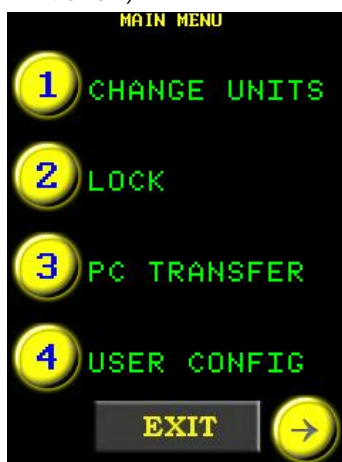 MAIN MENU
1 CHANGE UNITS
2 LOCK
3 PC TRANSFER
4 USER CONFIG
EXIT →